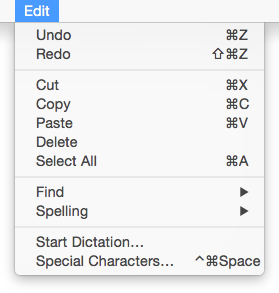 Edit
Undo ⌘Z
Redo ⇧⌘Z
Cut ⌘X
Copy ⌘C
Paste ⌘V
Delete
Select All ⌘A
Find ▶
Spelling ▶
Start Dictation...
Special Characters... ^⌘Space